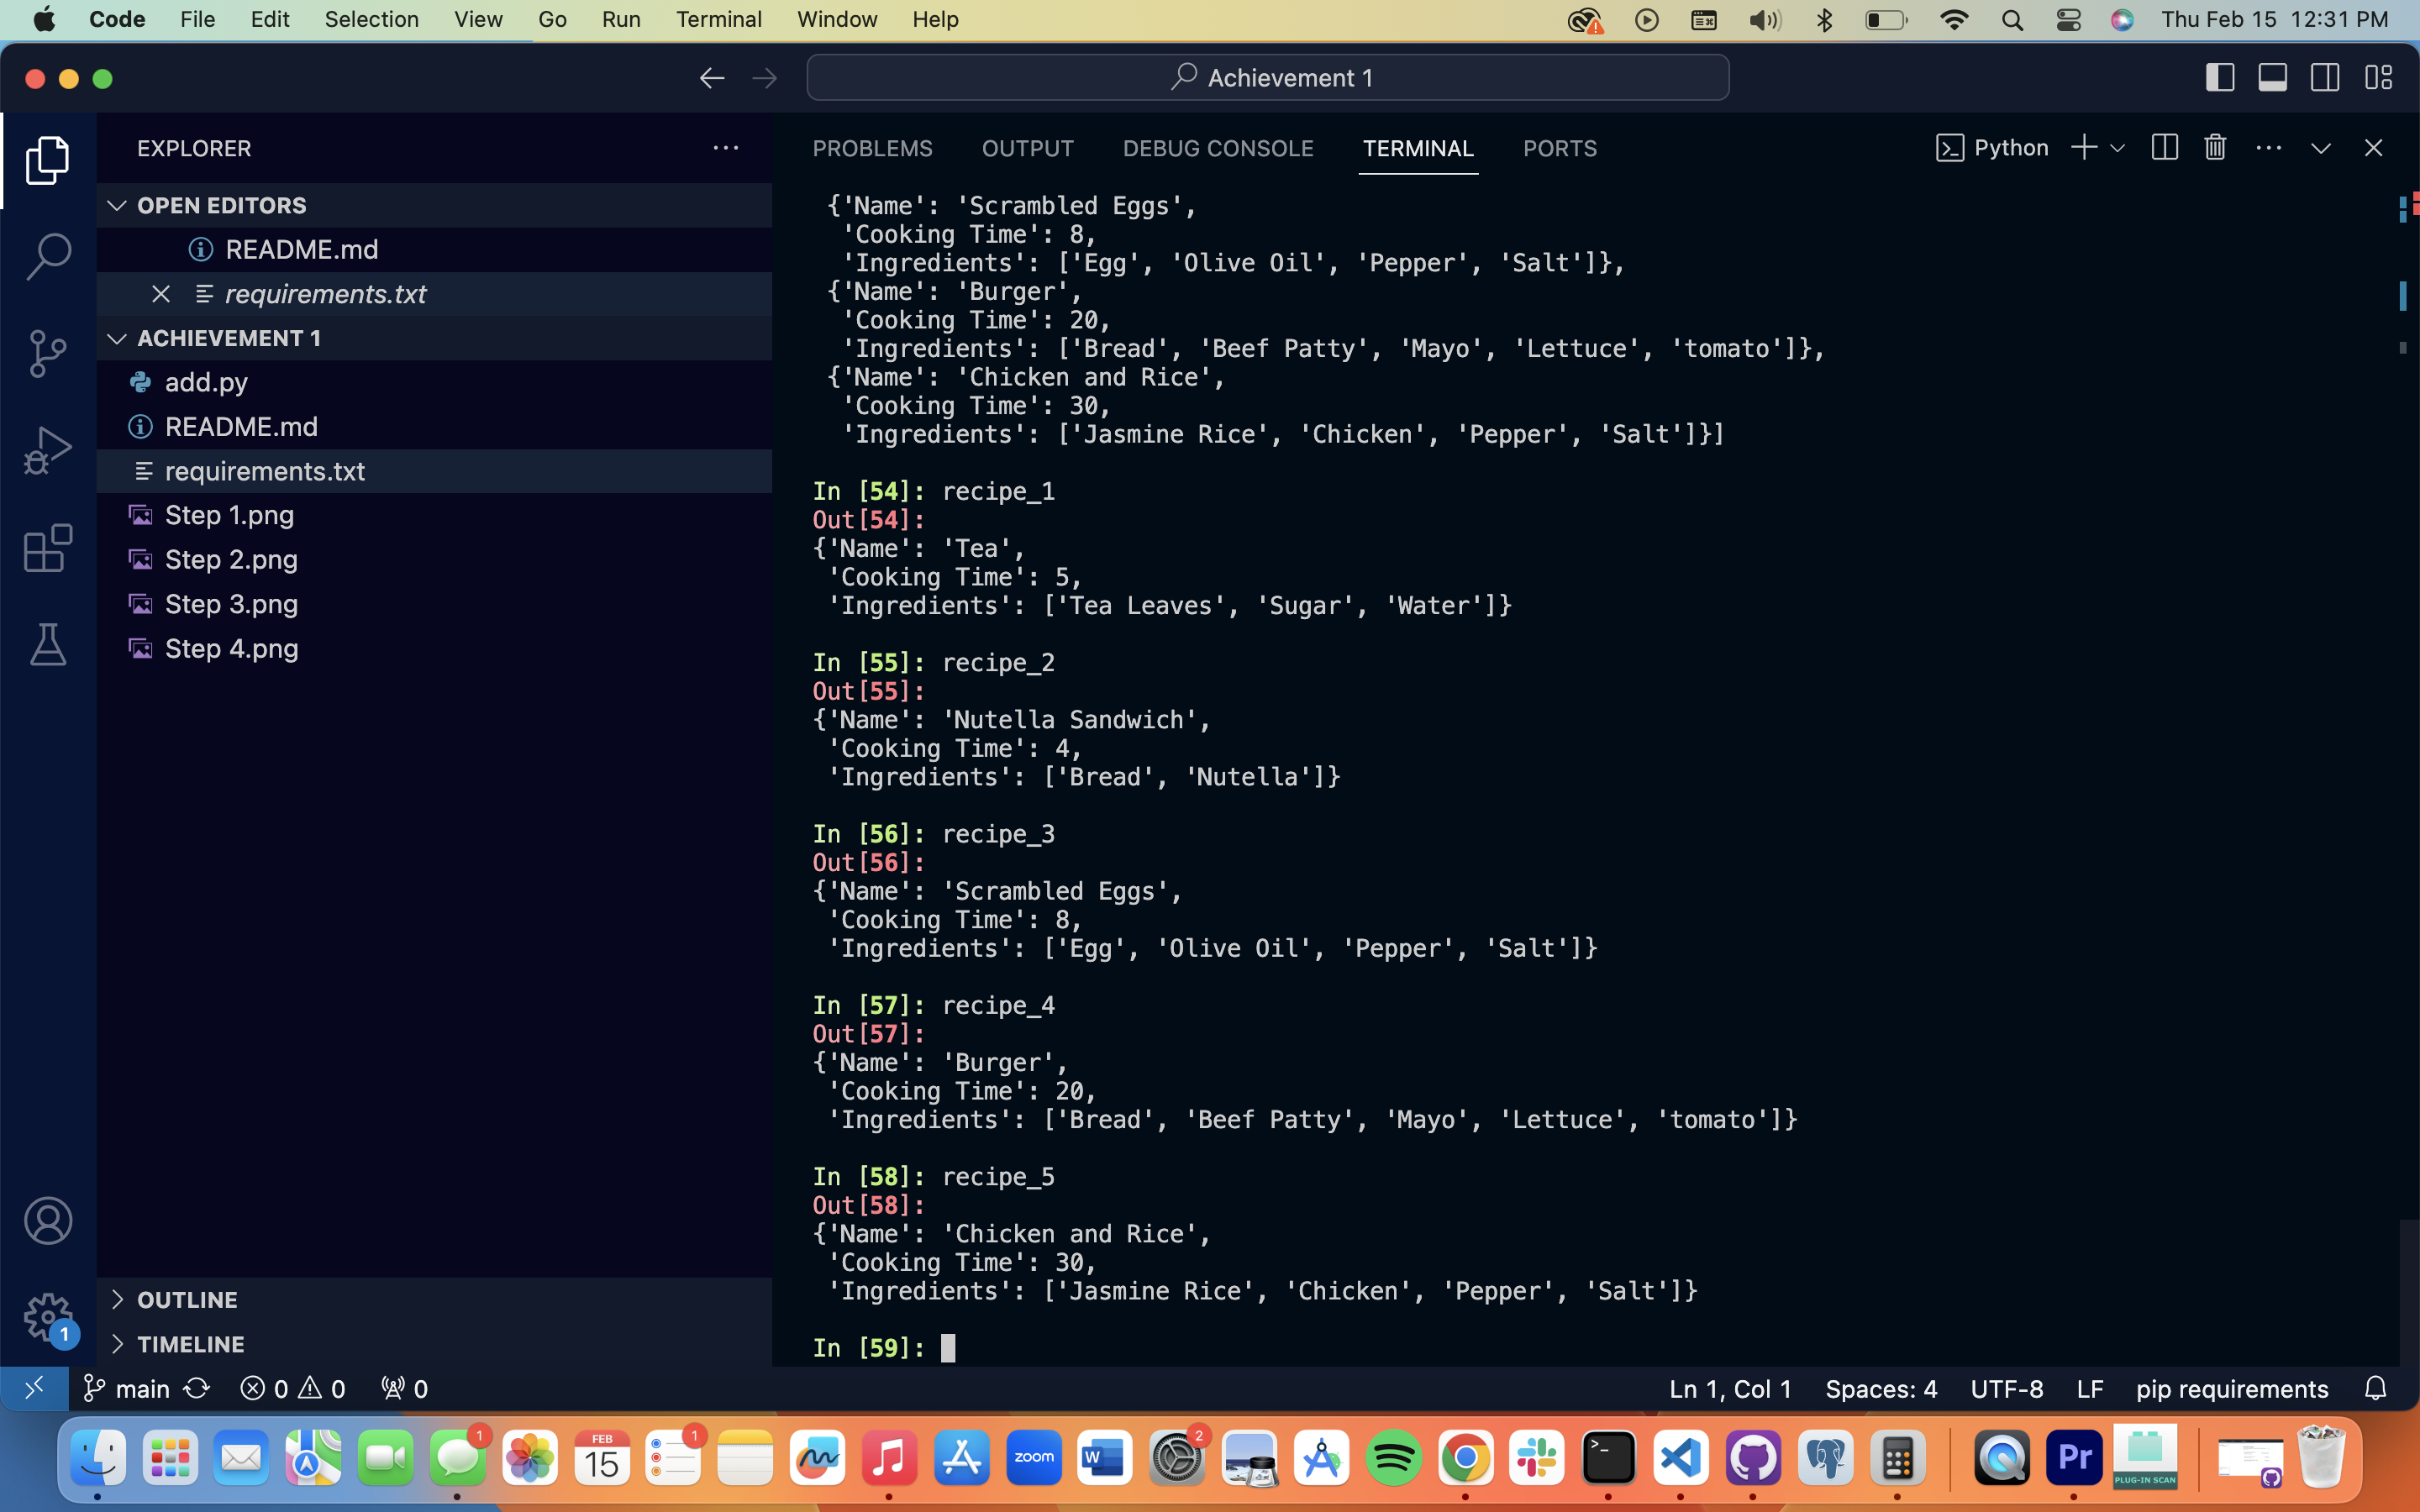 Code File Edit Selection View Go Run Terminal Window Help Thu Feb 15 12:31 PM
Achievement 1
EXPLORER
OPEN EDITORS
README.md
requirements.txt
ACHIEVEMENT 1
add.py
README.md
requirements.txt
Step 1.png
Step 2.png
Step 3.png
Step 4.png
OUTLINE
TIMELINE
1
PROBLEMS OUTPUT DEBUG CONSOLE TERMINAL PORTS Python
{'Name': 'Scrambled Eggs',
'Cooking Time': 8,
'Ingredients': ['Egg', 'Olive Oil', 'Pepper', 'Salt']},
{'Name': 'Burger',
'Cooking Time': 20,
'Ingredients': ['Bread', 'Beef Patty', 'Mayo', 'Lettuce', 'tomato']},
{'Name': 'Chicken and Rice',
'Cooking Time': 30,
'Ingredients': ['Jasmine Rice', 'Chicken', 'Pepper', 'Salt']}]
In [54]: recipe_1
Out[54]:
{'Name': 'Tea',
'Cooking Time': 5,
'Ingredients': ['Tea Leaves', 'Sugar', 'Water']}
In [55]: recipe_2
Out[55]:
{'Name': 'Nutella Sandwich',
'Cooking Time': 4,
'Ingredients': ['Bread', 'Nutella']}
In [56]: recipe_3
Out[56]:
{'Name': 'Scrambled Eggs',
'Cooking Time': 8,
'Ingredients': ['Egg', 'Olive Oil', 'Pepper', 'Salt']}
In [57]: recipe_4
Out[57]:
{'Name': 'Burger',
'Cooking Time': 20,
'Ingredients': ['Bread', 'Beef Patty', 'Mayo', 'Lettuce', 'tomato']}
In [58]: recipe_5
Out[58]:
{'Name': 'Chicken and Rice',
'Cooking Time': 30,
'Ingredients': ['Jasmine Rice', 'Chicken', 'Pepper', 'Salt']}
In [59]:
main 0 0 0 Ln 1, Col 1 Spaces: 4 UTF-8 LF pip requirements
1 FEB 15 1 zoom W 2 >_ Pr PLUG-IN SCAN